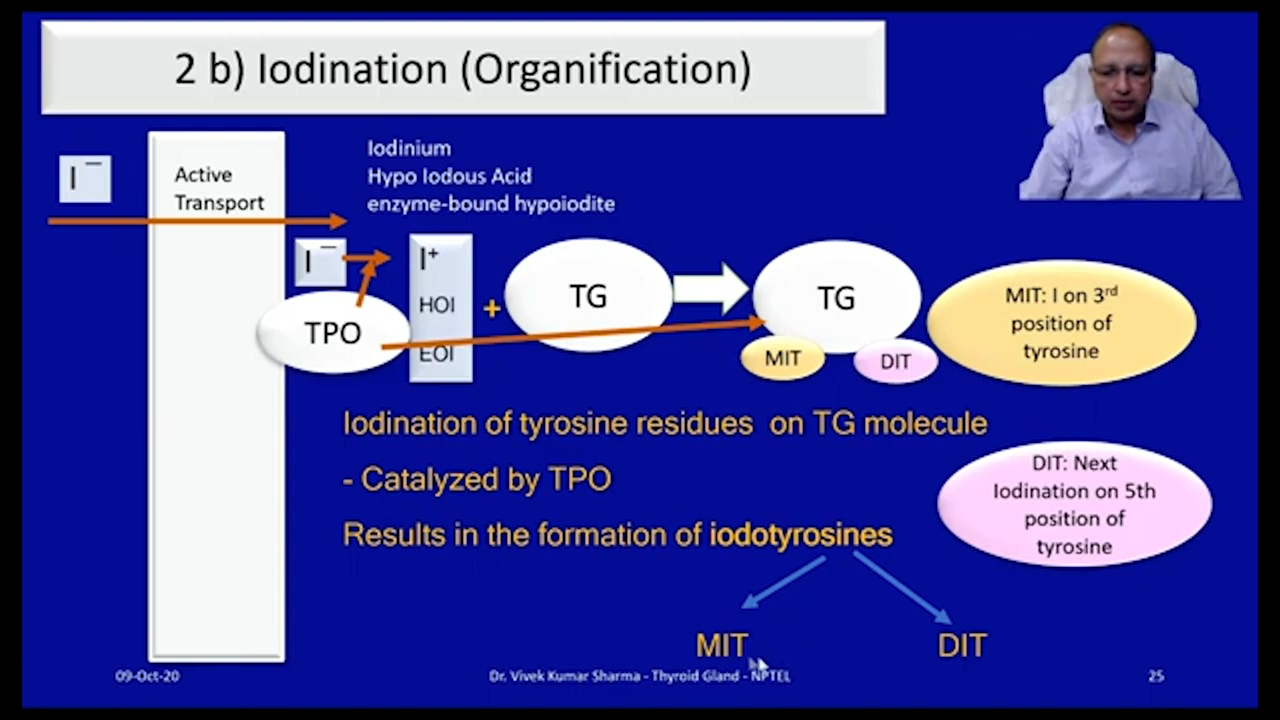 2 b) Iodination (Organification)
I⁻
Active
Transport
Iodinium
Hypo Iodous Acid
enzyme-bound hypoiodite
I⁻
TPO
I⁺
HOI
EOI
+
TG
TG
MIT
DIT
MIT: I on 3rd
position of
tyrosine
Iodination of tyrosine residues on TG molecule
- Catalyzed by TPO
Results in the formation of iodotyrosines
DIT: Next
Iodination on 5th
position of
tyrosine
MIT
DIT
09-Oct-20
Dr. Vivek Kumar Sharma - Thyroid Gland - NPTEL
25